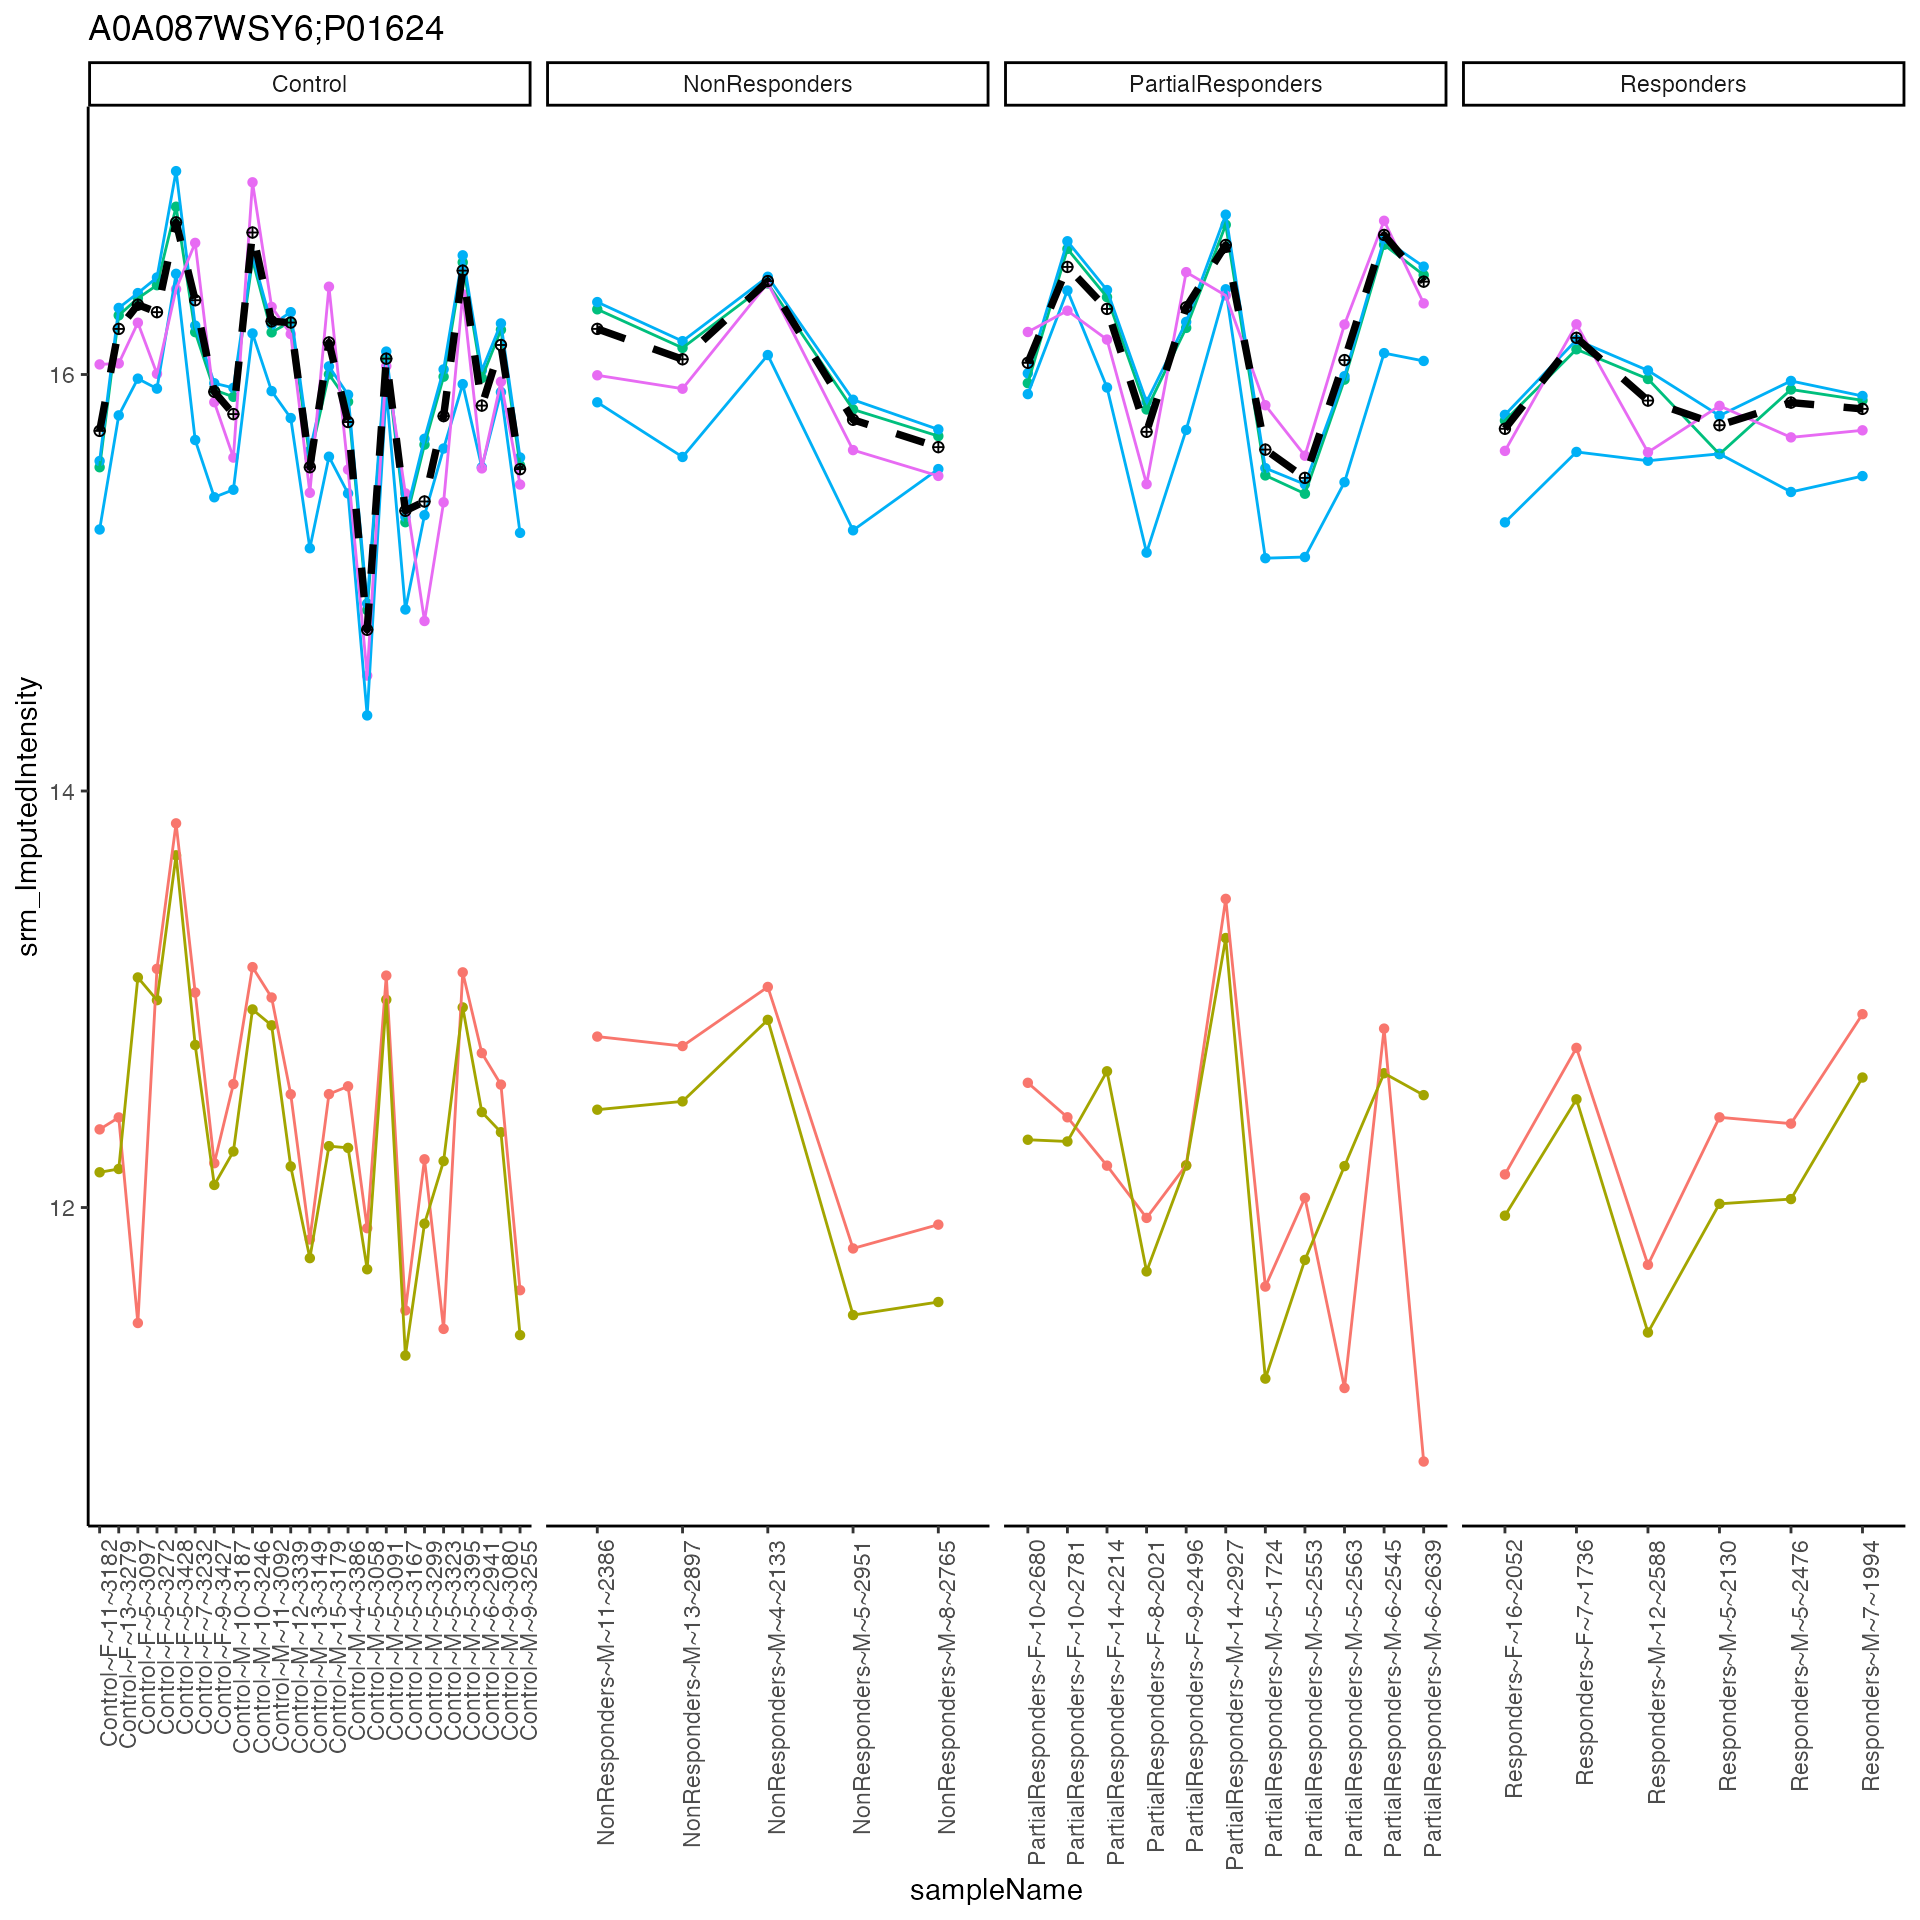 A0A087WSY6;P01624
Control
NonResponders
PartialResponders
Responders
srm_ImputedIntensity
16
14
12
Control~F~11~3182
Control~F~13~3279
Control~F~5~3097
Control~F~5~3272
Control~F~5~3428
Control~F~7~3232
Control~F~9~3427
Control~M~10~3187
Control~M~10~3246
Control~M~11~3092
Control~M~12~3339
Control~M~13~3149
Control~M~15~3179
Control~M~4~3386
Control~M~5~3058
Control~M~5~3091
Control~M~5~3167
Control~M~5~3299
Control~M~5~3323
Control~M~5~3395
Control~M~6~2941
Control~M~9~3080
Control~M~9~3255
NonResponders~M~11~2386
NonResponders~M~13~2897
NonResponders~M~4~2133
NonResponders~M~5~2951
NonResponders~M~8~2765
PartialResponders~F~10~2680
PartialResponders~F~10~2781
PartialResponders~F~14~2214
PartialResponders~F~8~2021
PartialResponders~F~9~2496
PartialResponders~M~14~2927
PartialResponders~M~5~1724
PartialResponders~M~5~2553
PartialResponders~M~5~2563
PartialResponders~M~6~2545
PartialResponders~M~6~2639
Responders~F~16~2052
Responders~F~7~1736
Responders~M~12~2588
Responders~M~5~2130
Responders~M~5~2476
Responders~M~7~1994
sampleName